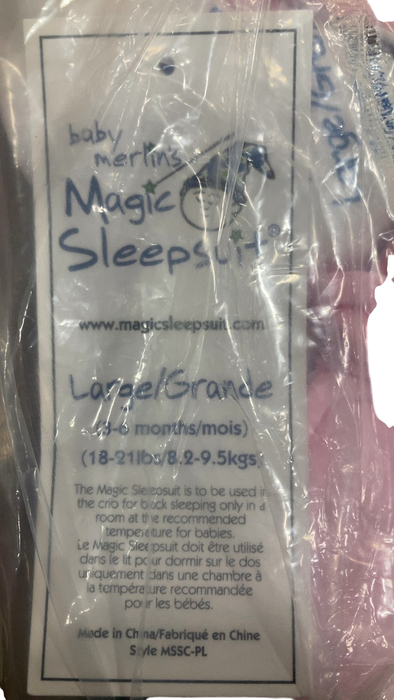 baby
merlin's
Magic
Sleepsuit®
www.magicsleepsuit.com
Large/Grande
months/mois)
(18-21lbs/8.2-9.5kgs)
The Magic Sleepsuit is to be used in
the crib for back sleeping only in a
room at the recommended
temperature for babies.
Le Magic Sleepsuit doit être utilisé
dans le lit pour dormir sur le dos
uniquement dans une chambre à
la température recommandée
pour les bébés.
Made in China/Fabriqué en Chine
Style MSSC-PL